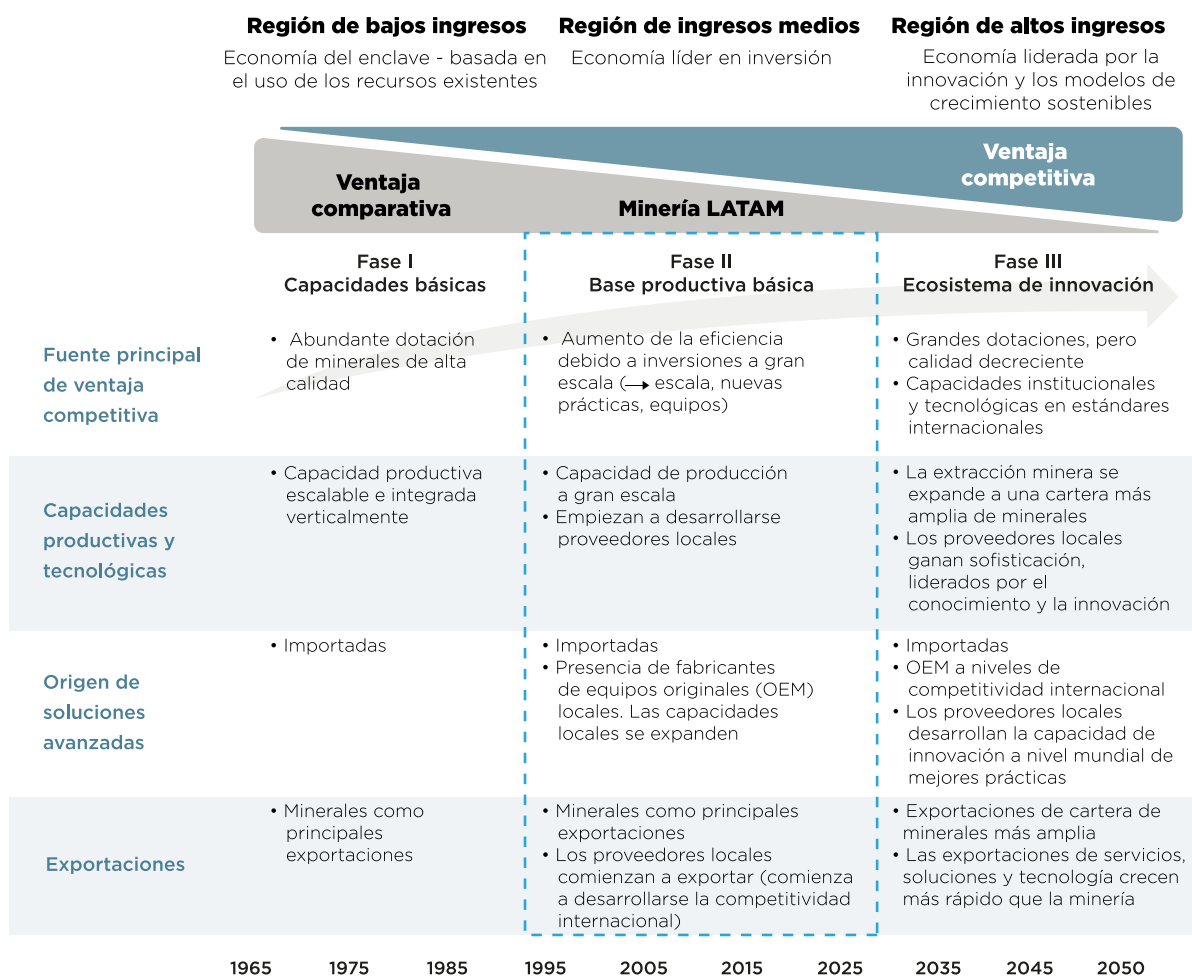 Región de bajos ingresos
Economía del enclave - basada en
el uso de los recursos existentes
Región de ingresos medios
Economía líder en inversión
Región de altos ingresos
Economía liderada por la
innovación y los modelos de
crecimiento sostenibles
Ventaja
comparativa
Minería LATAM
Ventaja
competitiva
Fase I
Capacidades básicas
Fase II
Base productiva básica
Fase III
Ecosistema de innovación
Fuente principal
de ventaja
competitiva
• Abundante dotación
de minerales de alta
calidad
• Aumento de la eficiencia
debido a inversiones a gran
escala (→ escala, nuevas
prácticas, equipos)
• Grandes dotaciones, pero
calidad decreciente
• Capacidades institucionales
y tecnológicas en estándares
internacionales
Capacidades
productivas y
tecnológicas
• Capacidad productiva
escalable e integrada
verticalmente
• Capacidad de producción
a gran escala
• Empiezan a desarrollarse
proveedores locales
• La extracción minera se
expande a una cartera más
amplia de minerales
• Los proveedores locales
ganan sofisticación,
liderados por el
conocimiento y la innovación
Origen de
soluciones
avanzadas
• Importadas
• Importadas
• Presencia de fabricantes
de equipos originales (OEM)
locales. Las capacidades
locales se expanden
• Importadas
• OEM a niveles de
competitividad internacional
• Los proveedores locales
desarrollan la capacidad de
innovación a nivel mundial de
mejores prácticas
Exportaciones
• Minerales como
principales
exportaciones
• Minerales como principales
exportaciones
• Los proveedores locales
comienzan a exportar (comienza
a desarrollarse la competitividad
internacional)
• Exportaciones de cartera de
minerales más amplia
• Las exportaciones de servicios,
soluciones y tecnología crecen
más rápido que la minería
1965 1975 1985 1995 2005 2015 2025 2035 2045 2050